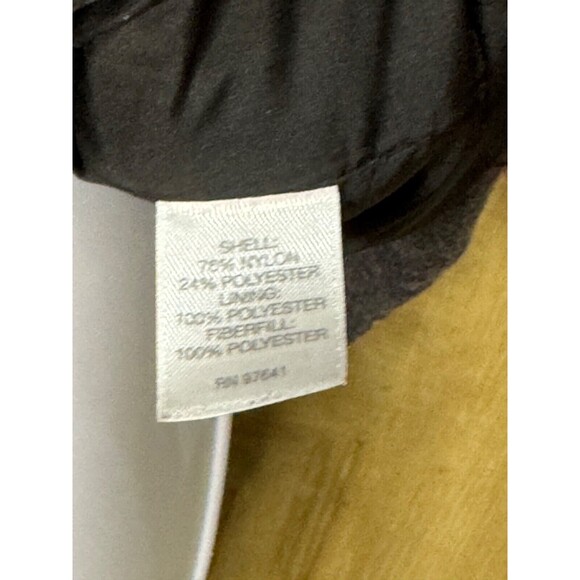 SHELL:
76% NYLON
24% POLYESTER
LINING:
100% POLYESTER
FIBERFILL:
100% POLYESTER
RN 97641